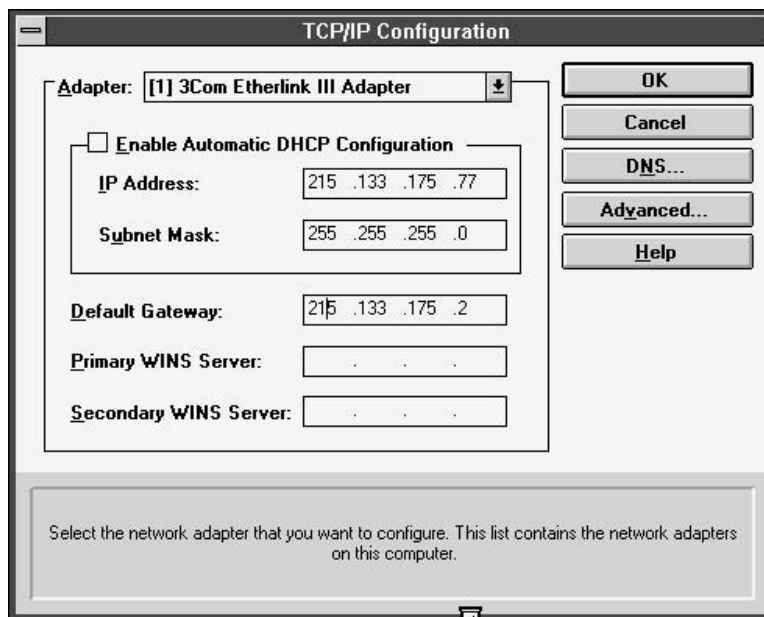 TCP/IP Configuration
Adapter: [1] 3Com Etherlink III Adapter
OK
Enable Automatic DHCP Configuration
Cancel
IP Address: 215 .133 .175 .77
DNS...
Subnet Mask: 255 .255 .255 .0
Advanced...
Help
Default Gateway: 215 .133 .175 .2
Primary WINS Server: . . .
Secondary WINS Server: . . .
Select the network adapter that you want to configure. This list contains the network adapters
on this computer.